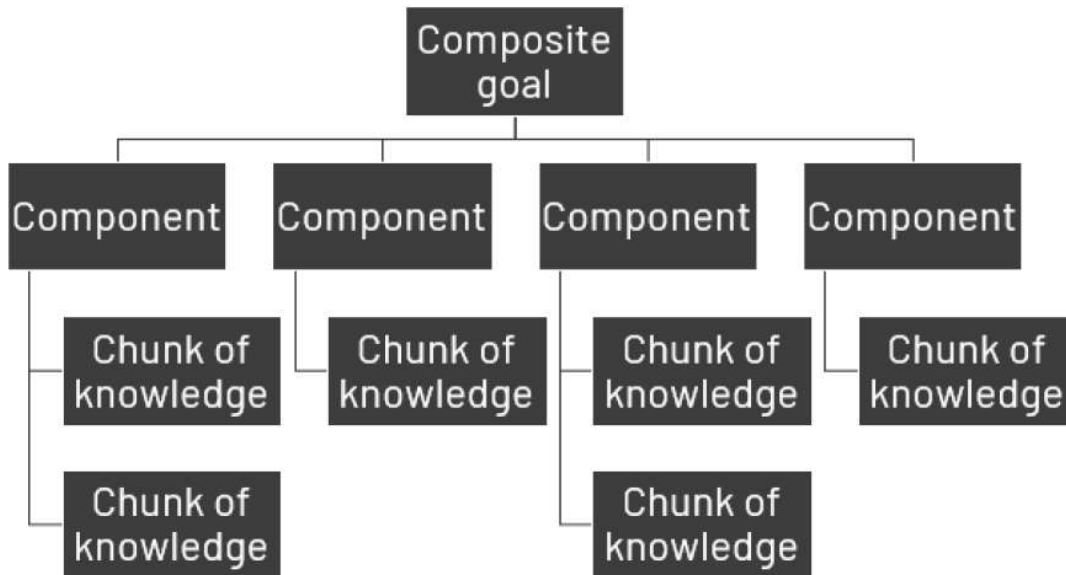 Composite
goal
Component
Component
Component
Component
Chunk of
knowledge
Chunk of
knowledge
Chunk of
knowledge
Chunk of
knowledge
Chunk of
knowledge
Chunk of
knowledge